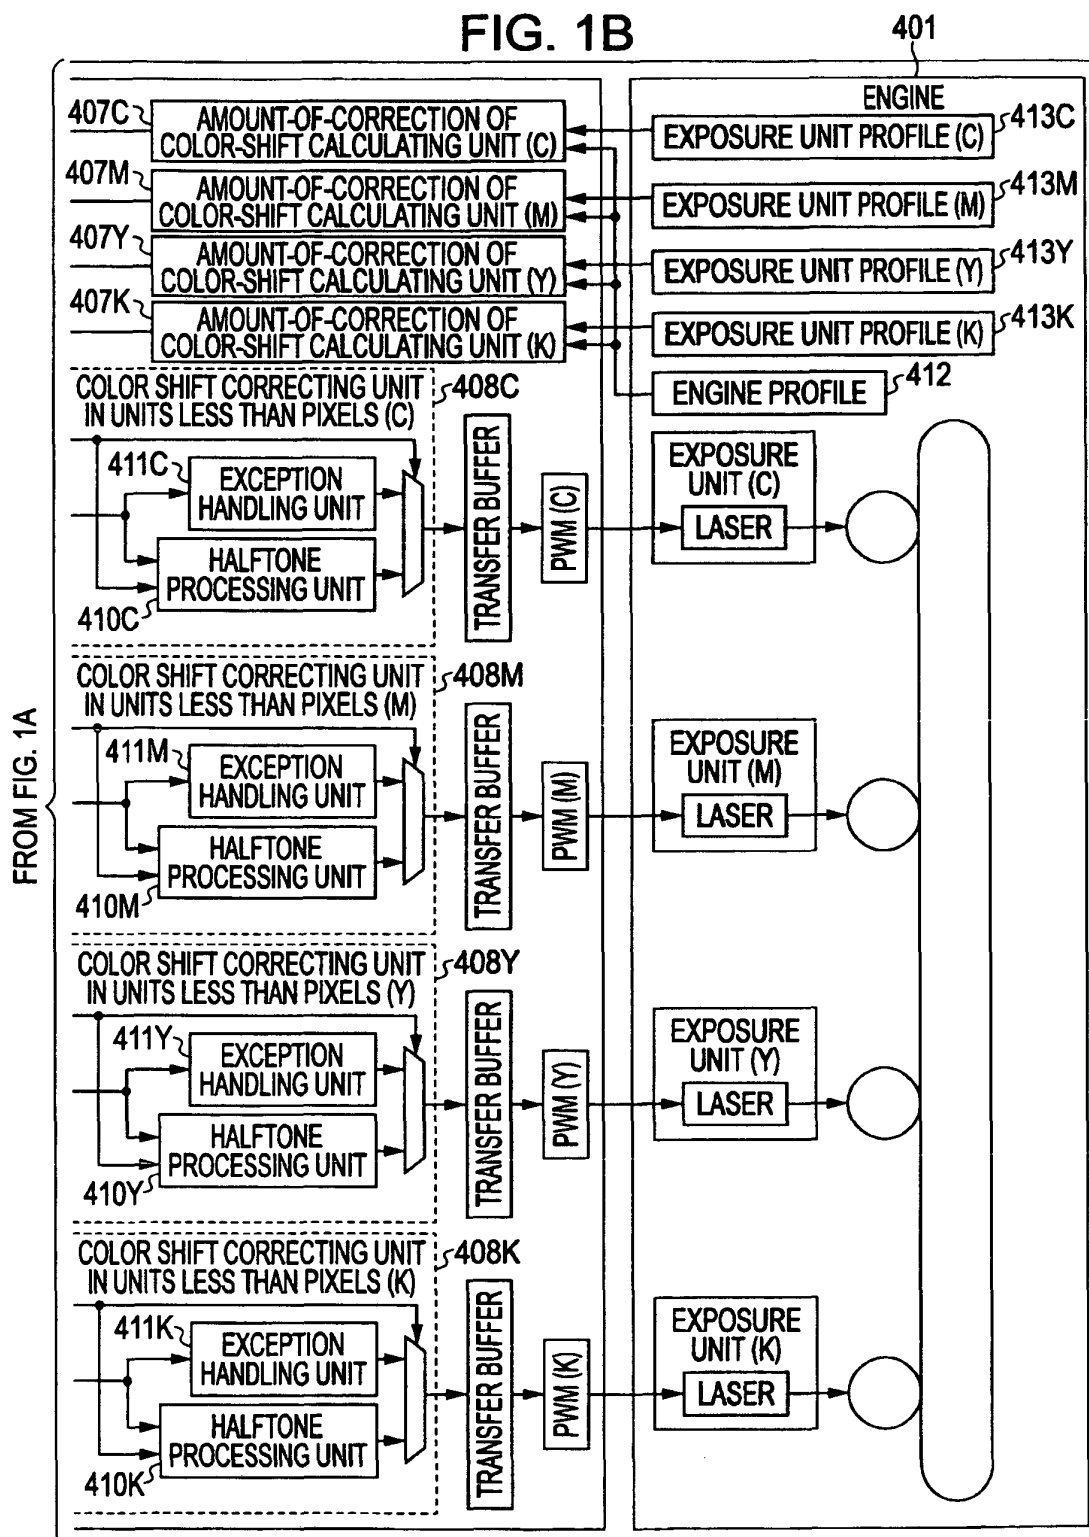 FIG. 1B
401
ENGINE
407C
AMOUNT-OF-CORRECTION OF
COLOR-SHIFT CALCULATING UNIT (C)
EXPOSURE UNIT PROFILE (C)
413C
407M
AMOUNT-OF-CORRECTION OF
COLOR-SHIFT CALCULATING UNIT (M)
EXPOSURE UNIT PROFILE (M)
413M
407Y
AMOUNT-OF-CORRECTION OF
COLOR-SHIFT CALCULATING UNIT (Y)
EXPOSURE UNIT PROFILE (Y)
413Y
407K
AMOUNT-OF-CORRECTION OF
COLOR-SHIFT CALCULATING UNIT (K)
EXPOSURE UNIT PROFILE (K)
413K
ENGINE PROFILE
412
FROM FIG. 1A
COLOR SHIFT CORRECTING UNIT
IN UNITS LESS THAN PIXELS (C)
408C
411C
EXCEPTION
HANDLING UNIT
HALFTONE
PROCESSING UNIT
410C
TRANSFER BUFFER
PWM (C)
EXPOSURE
UNIT (C)
LASER
COLOR SHIFT CORRECTING UNIT
IN UNITS LESS THAN PIXELS (M)
408M
411M
EXCEPTION
HANDLING UNIT
HALFTONE
PROCESSING UNIT
410M
TRANSFER BUFFER
PWM (M)
EXPOSURE
UNIT (M)
LASER
COLOR SHIFT CORRECTING UNIT
IN UNITS LESS THAN PIXELS (Y)
408Y
411Y
EXCEPTION
HANDLING UNIT
HALFTONE
PROCESSING UNIT
410Y
TRANSFER BUFFER
PWM (Y)
EXPOSURE
UNIT (Y)
LASER
COLOR SHIFT CORRECTING UNIT
IN UNITS LESS THAN PIXELS (K)
408K
411K
EXCEPTION
HANDLING UNIT
HALFTONE
PROCESSING UNIT
410K
TRANSFER BUFFER
PWM (K)
EXPOSURE
UNIT (K)
LASER